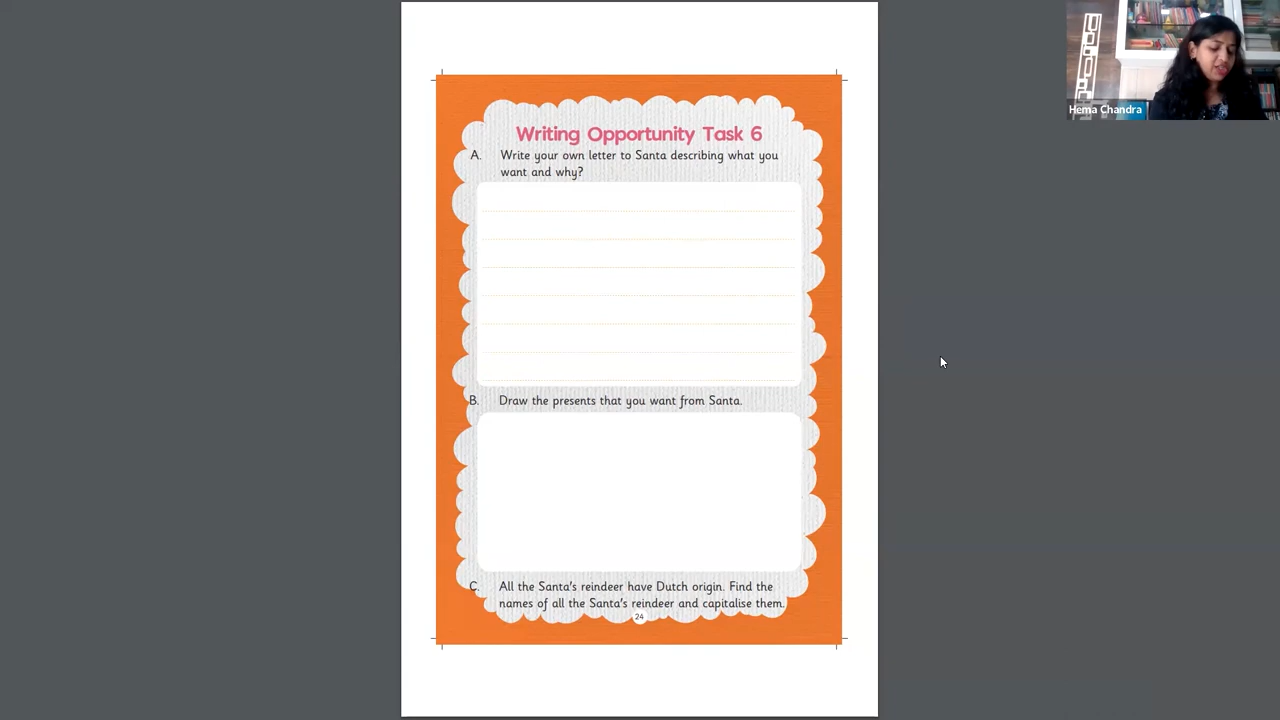 Hema Chandra
Writing Opportunity Task 6
A. Write your own letter to Santa describing what you
want and why?
B. Draw the presents that you want from Santa.
C. All the Santa's reindeer have Dutch origin. Find the
names of all the Santa's reindeer and capitalise them.
24